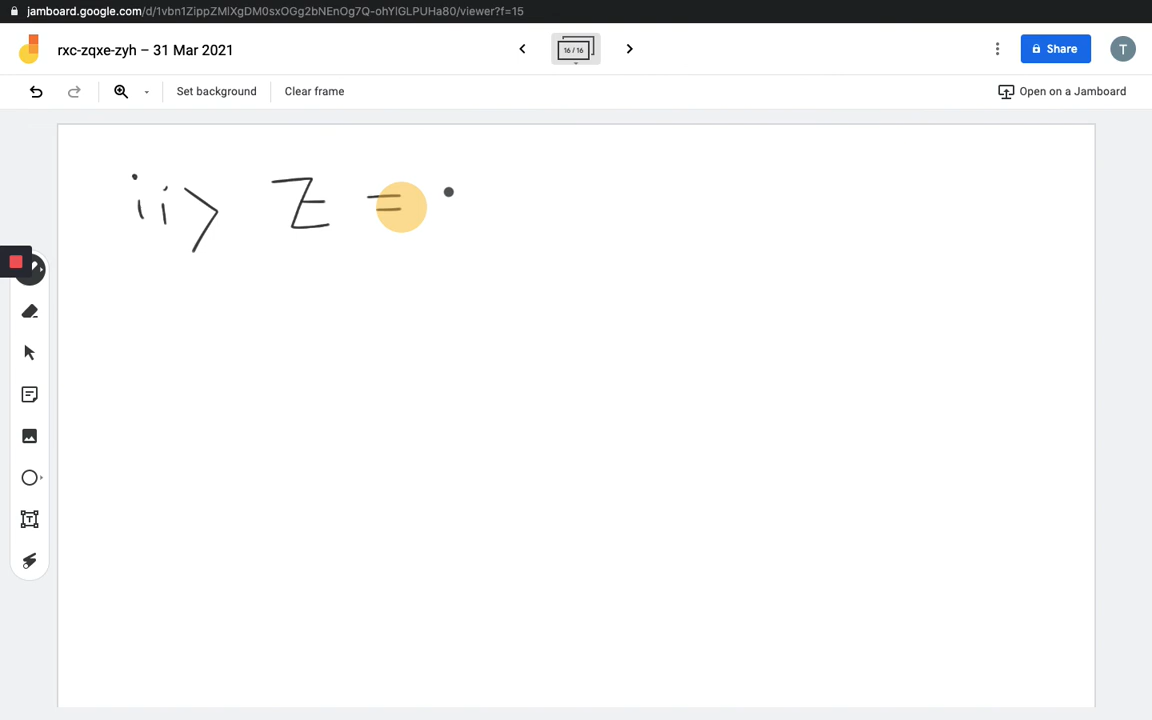 jamboard.google.com/d/1vbn1ZippZMlXgDM0sxOGg2bNEnOg7Q-ohYlGLPUHa80/viewer?f=15
rxc-zqxe-zyh – 31 Mar 2021
16 / 16
Share
T
Set background
Clear frame
Open on a Jamboard
ii> Z =